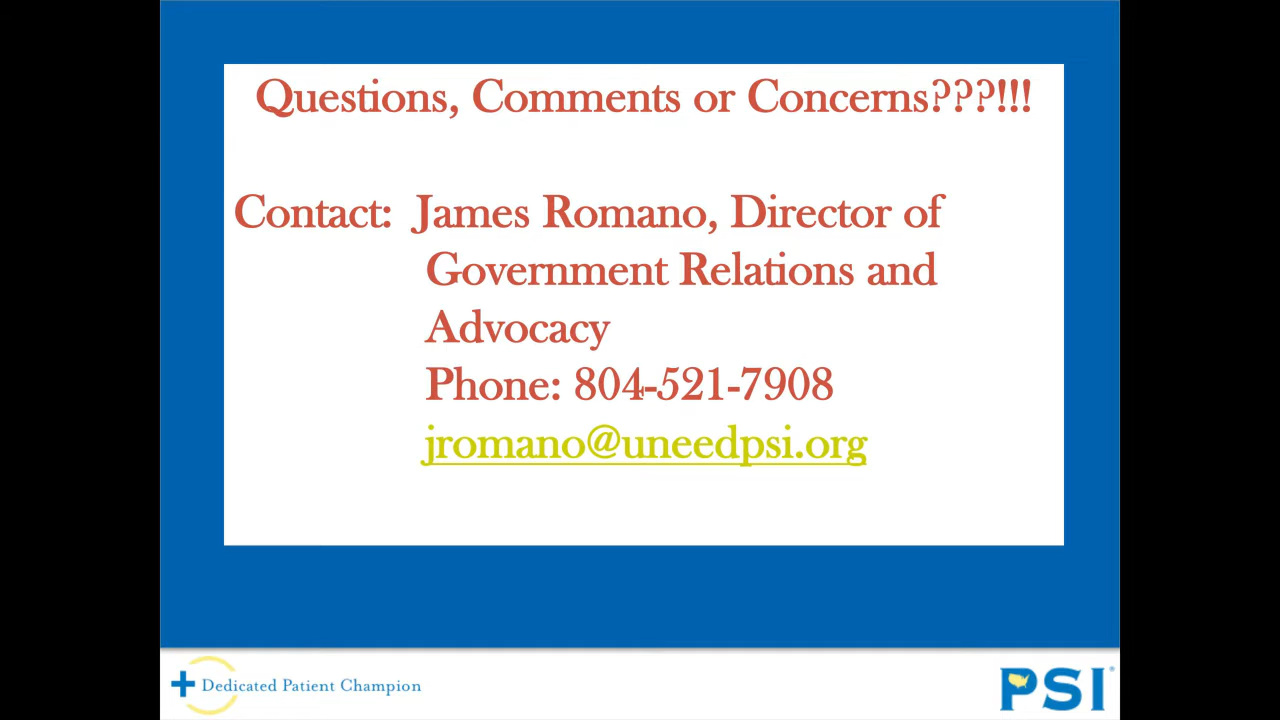 Questions, Comments or Concerns???!!!
Contact: James Romano, Director of
Government Relations and
Advocacy
Phone: 804-521-7908
jromano@uneedpsi.org
Dedicated Patient Champion
PSI®